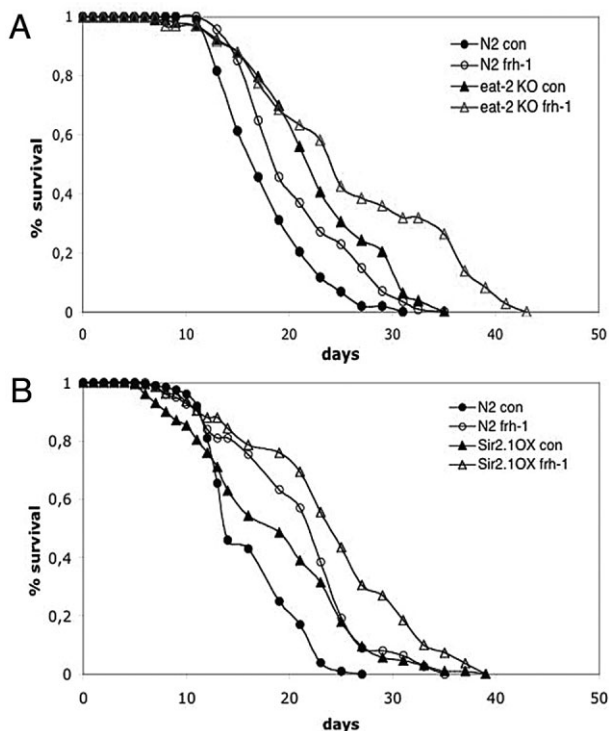 A
N2 con
N2 frh-1
eat-2 KO con
eat-2 KO frh-1
% survival
1
0,8
0,6
0,4
0,2
0
0 10 20 30 40 50
days
B
N2 con
N2 frh-1
Sir2.1OX con
Sir2.1OX frh-1
% survival
1
0,8
0,6
0,4
0,2
0
0 10 20 30 40 50
days